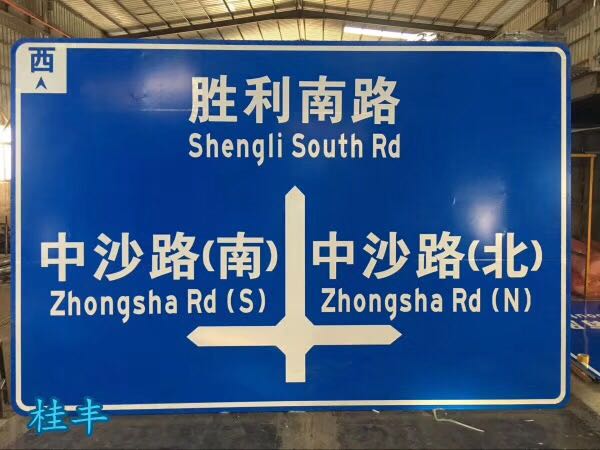 西
胜利南路
Shengli South Rd
中沙路(南)
Zhongsha Rd (S)
中沙路(北)
Zhongsha Rd (N)
桂丰